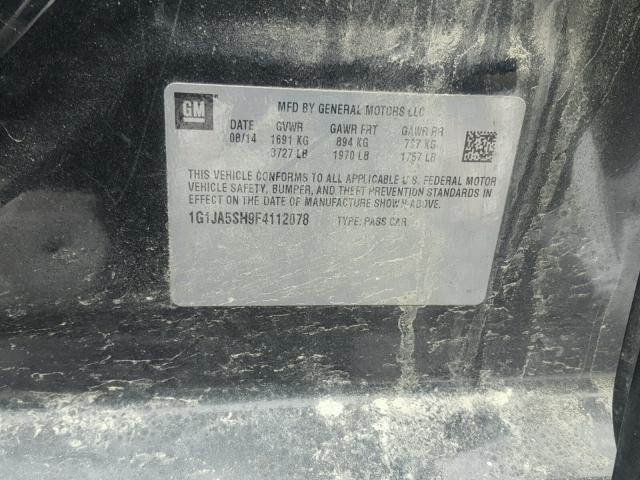 GM
MFD BY GENERAL MOTORS LLC
DATE GVWR GAWR FRT GAWR RR
08/14 1691 KG 894 KG 797 KG
3727 LB 1970 LB 1757 LB
THIS VEHICLE CONFORMS TO ALL APPLICABLE U.S. FEDERAL MOTOR
VEHICLE SAFETY, BUMPER, AND THEFT PREVENTION STANDARDS IN
EFFECT ON THE DATE OF MANUFACTURE SHOWN ABOVE.
1G1JA5SH9F4112078 TYPE: PASS CAR